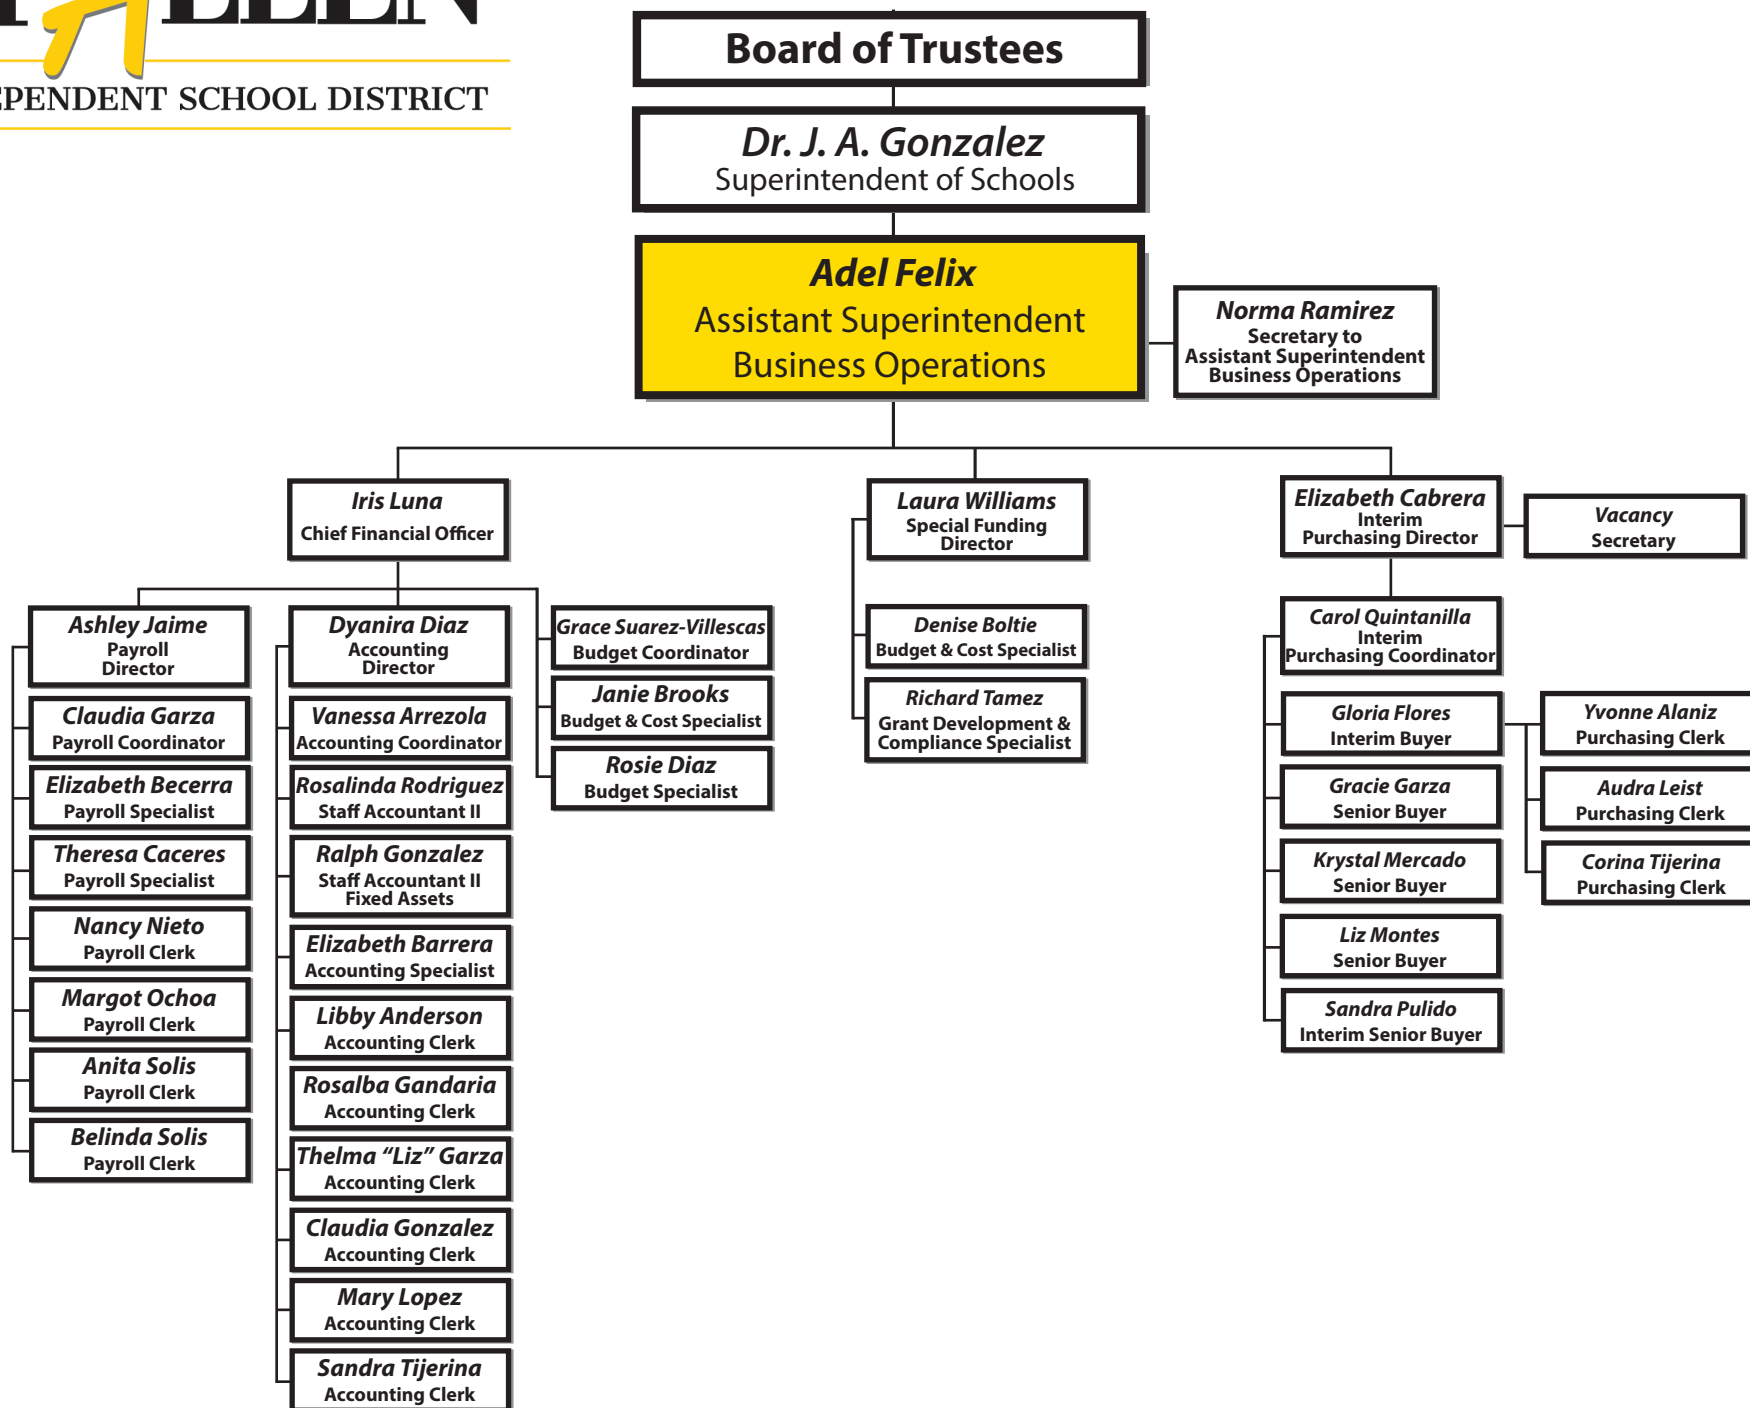 INDEPENDENT SCHOOL DISTRICT
Board of Trustees
Dr. J. A. Gonzalez
Superintendent of Schools
Adel Felix
Assistant Superintendent
Business Operations
Norma Ramirez
Secretary to
Assistant Superintendent
Business Operations
Iris Luna
Chief Financial Officer
Laura Williams
Special Funding
Director
Elizabeth Cabrera
Interim
Purchasing Director
Vacancy
Secretary
Ashley Jaime
Payroll
Director
Claudia Garza
Payroll Coordinator
Elizabeth Becerra
Payroll Specialist
Theresa Caceres
Payroll Specialist
Nancy Nieto
Payroll Clerk
Margot Ochoa
Payroll Clerk
Anita Solis
Payroll Clerk
Belinda Solis
Payroll Clerk
Dyanira Diaz
Accounting
Director
Vanessa Arrezola
Accounting Coordinator
Rosalinda Rodriguez
Staff Accountant II
Ralph Gonzalez
Staff Accountant II
Fixed Assets
Elizabeth Barrera
Accounting Specialist
Libby Anderson
Accounting Clerk
Rosalba Gandaria
Accounting Clerk
Thelma “Liz” Garza
Accounting Clerk
Claudia Gonzalez
Accounting Clerk
Mary Lopez
Accounting Clerk
Sandra Tijerina
Accounting Clerk
Grace Suarez-Villescas
Budget Coordinator
Janie Brooks
Budget & Cost Specialist
Rosie Diaz
Budget Specialist
Denise Boltie
Budget & Cost Specialist
Richard Tamez
Grant Development &
Compliance Specialist
Carol Quintanilla
Interim
Purchasing Coordinator
Gloria Flores
Interim Buyer
Gracie Garza
Senior Buyer
Krystal Mercado
Senior Buyer
Liz Montes
Senior Buyer
Sandra Pulido
Interim Senior Buyer
Yvonne Alaniz
Purchasing Clerk
Audra Leist
Purchasing Clerk
Corina Tijerina
Purchasing Clerk